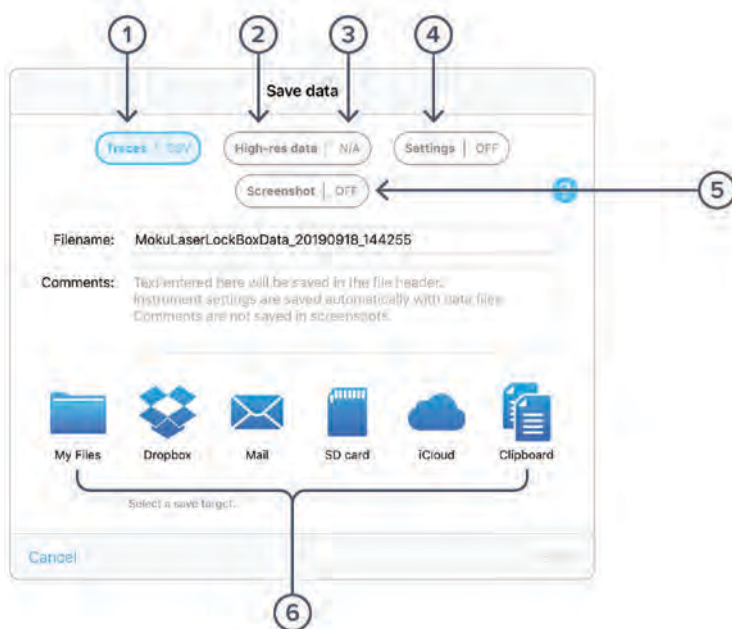 1 2 3 4
Save data
Traces | CSV High-res data | N/A Settings | OFF
Screenshot | OFF
5
Filename: MokuLaserLockBoxData_20190918_144255
Comments: Text entered here will be saved in the file header.
Instrument settings are saved automatically with data files.
Comments are not saved in screenshots.
My Files Dropbox Mail SD card iCloud Clipboard
Select a save target.
Cancel
6